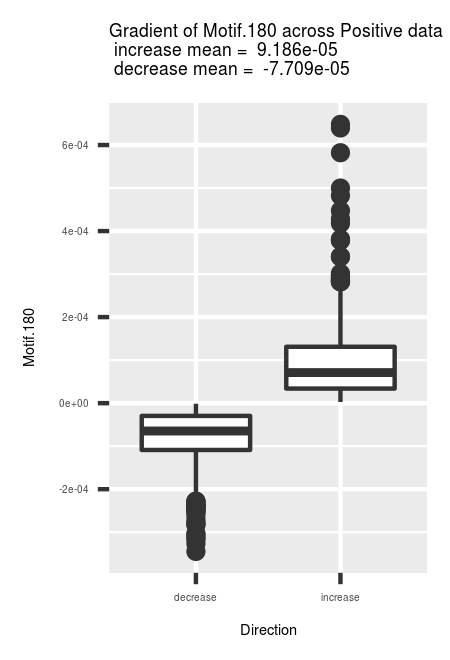 Gradient of Motif.180 across Positive data
increase mean =  9.186e-05
decrease mean =  -7.709e-05
6e-04
4e-04
2e-04
0e+00
-2e-04
Motif.180
decrease increase
Direction